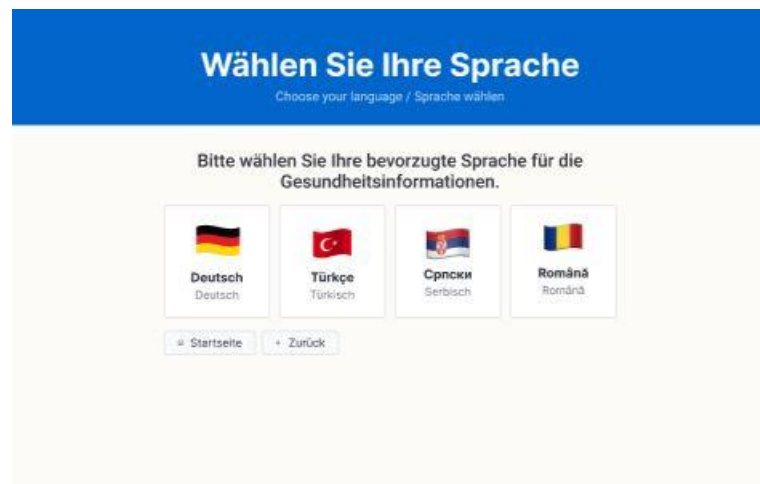 Wählen Sie Ihre Sprache
Choose your language / Sprache wählen
Bitte wählen Sie Ihre bevorzugte Sprache für die
Gesundheitsinformationen.
Deutsch
Deutsch
Türkçe
Türkisch
Српски
Serbisch
Română
Română
Startseite
Zurück